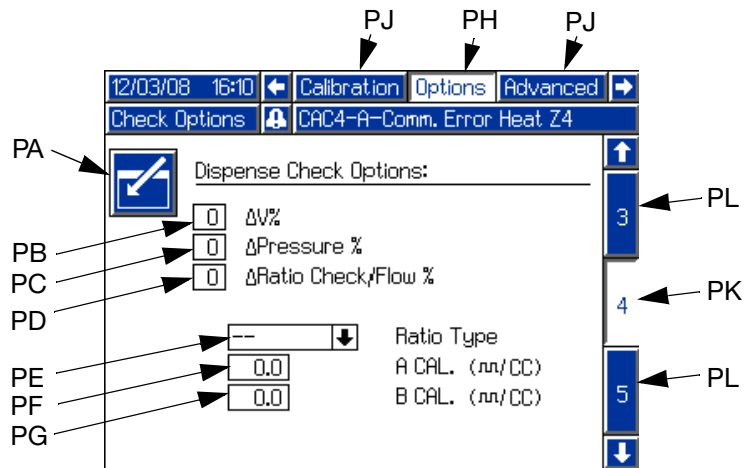 PJ PH PJ
12/03/08 16:10 Calibration Options Advanced
Check Options CAC4-A-Comm. Error Heat Z4
PA
Dispense Check Options:
3 PL
PB 0 ΔV%
PC 0 ΔPressure %
PD 0 ΔRatio Check/Flow %
4 PK
PE -- Ratio Type
PF 0.0 A CAL. (⎍⎍/CC)
PG 0.0 B CAL. (⎍⎍/CC)
5 PL